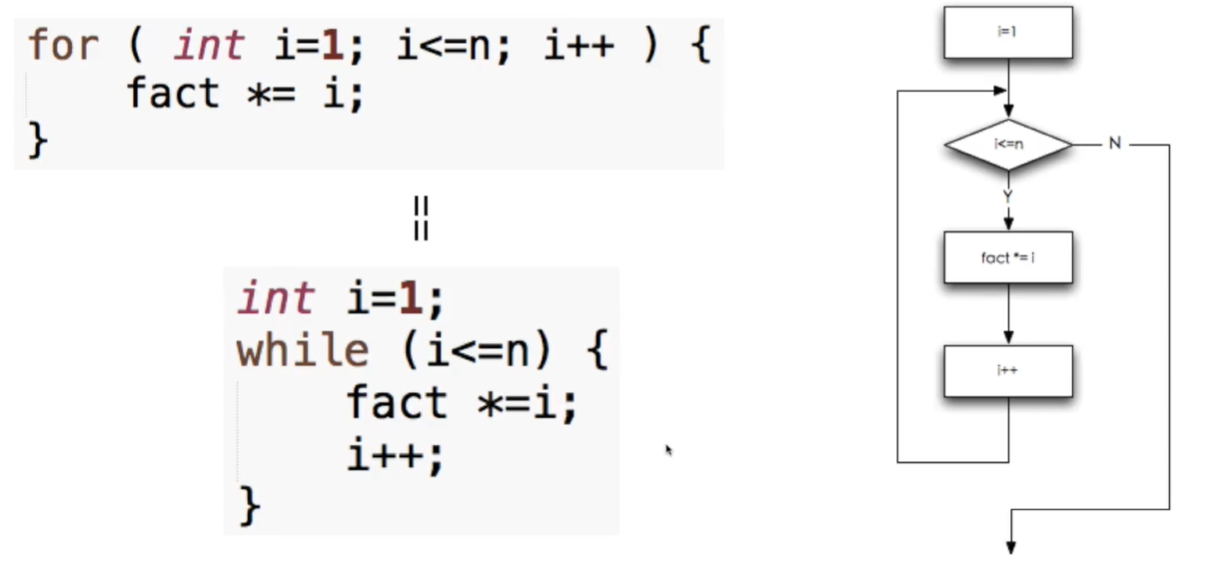 for ( int i=1; i<=n; i++ ) {
    fact *= i;
}
=
int i=1;
while (i<=n) {
    fact *=i;
    i++;
}
i=1
i<=n
N
Y
fact *= i
i++